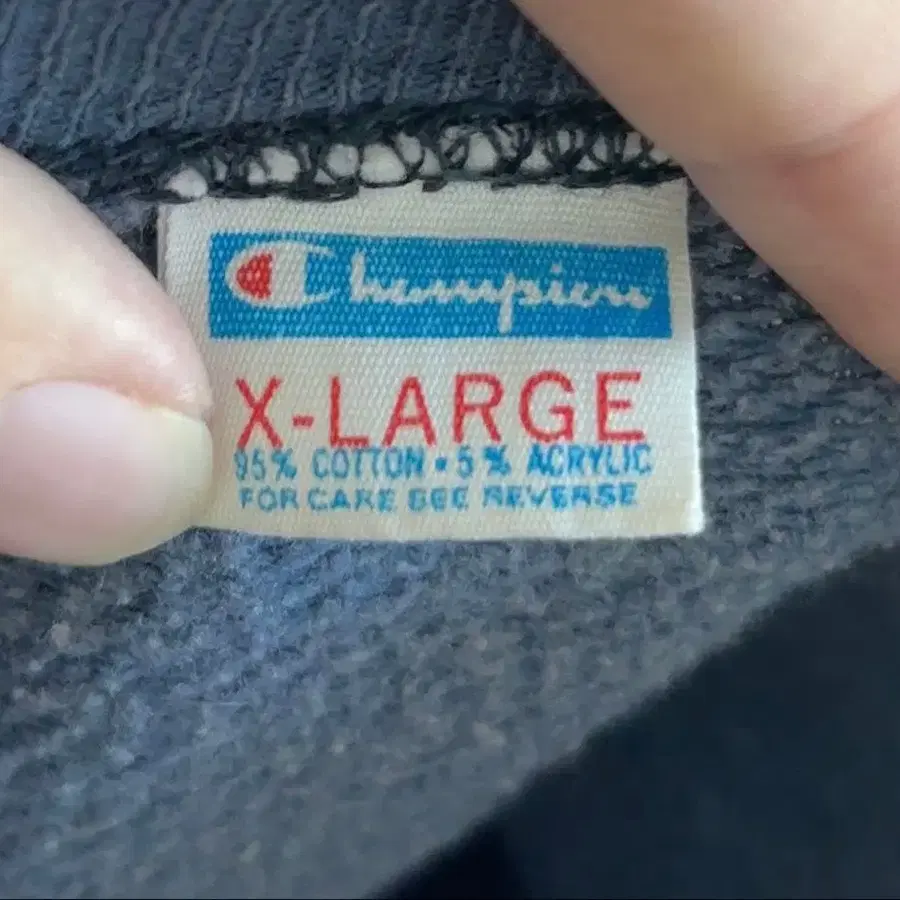 Champion
X-LARGE
95% COTTON • 5% ACRYLIC
FOR CARE SEE REVERSE